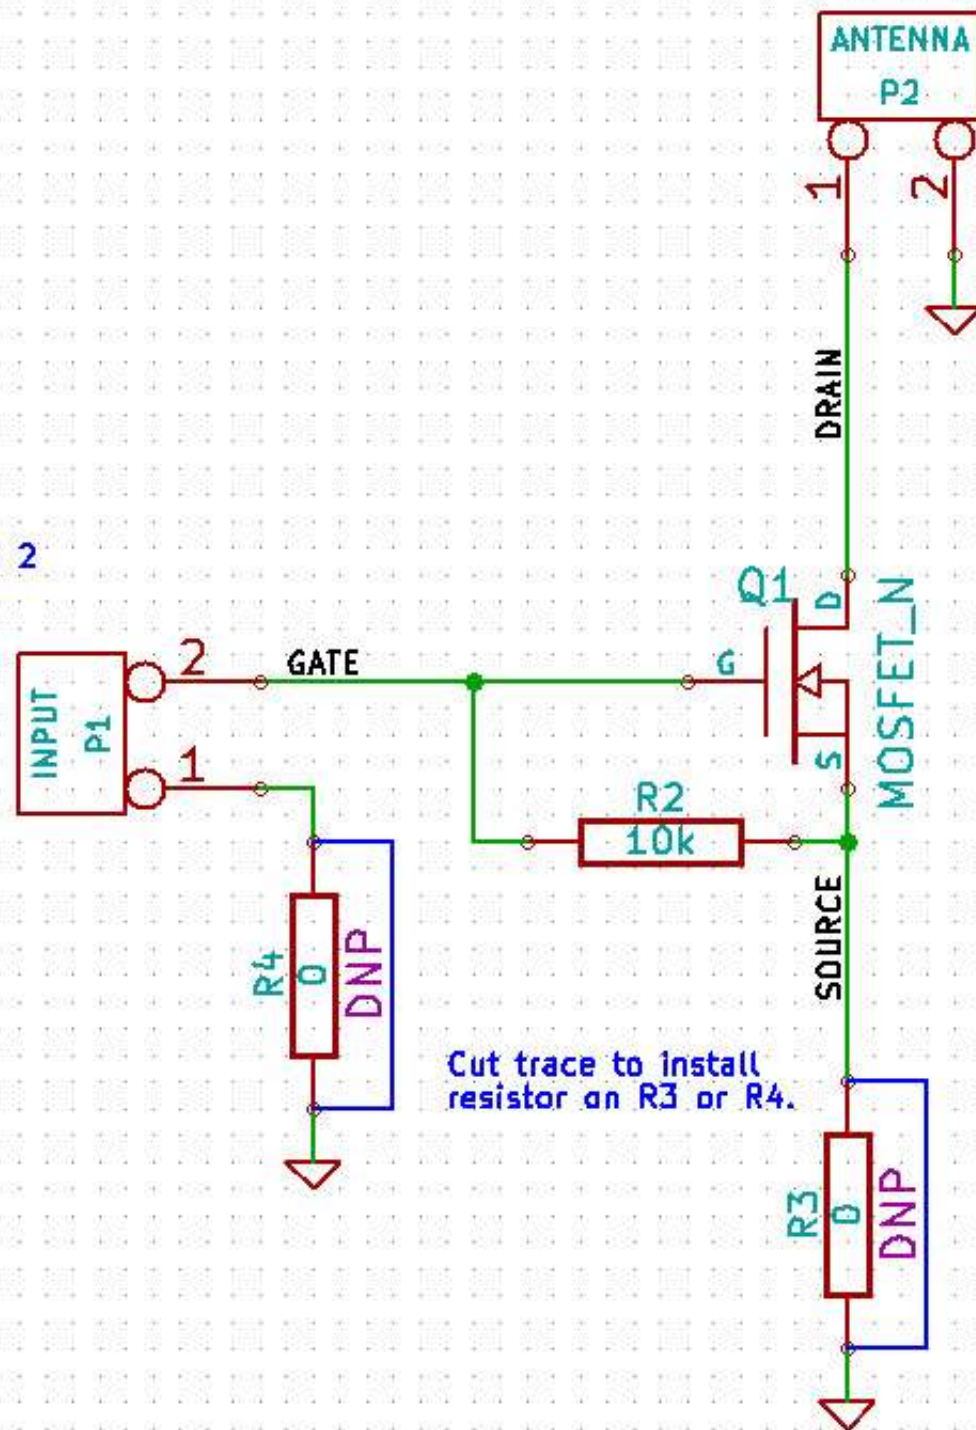 ANTENNA
P2
1
2
DRAIN
2
Q1
D
MOSFET_N
G
S
INPUT
P1
2
GATE
1
R2
10k
SOURCE
R4
0
DNP
Cut trace to install
resistor on R3 or R4.
R3
0
DNP